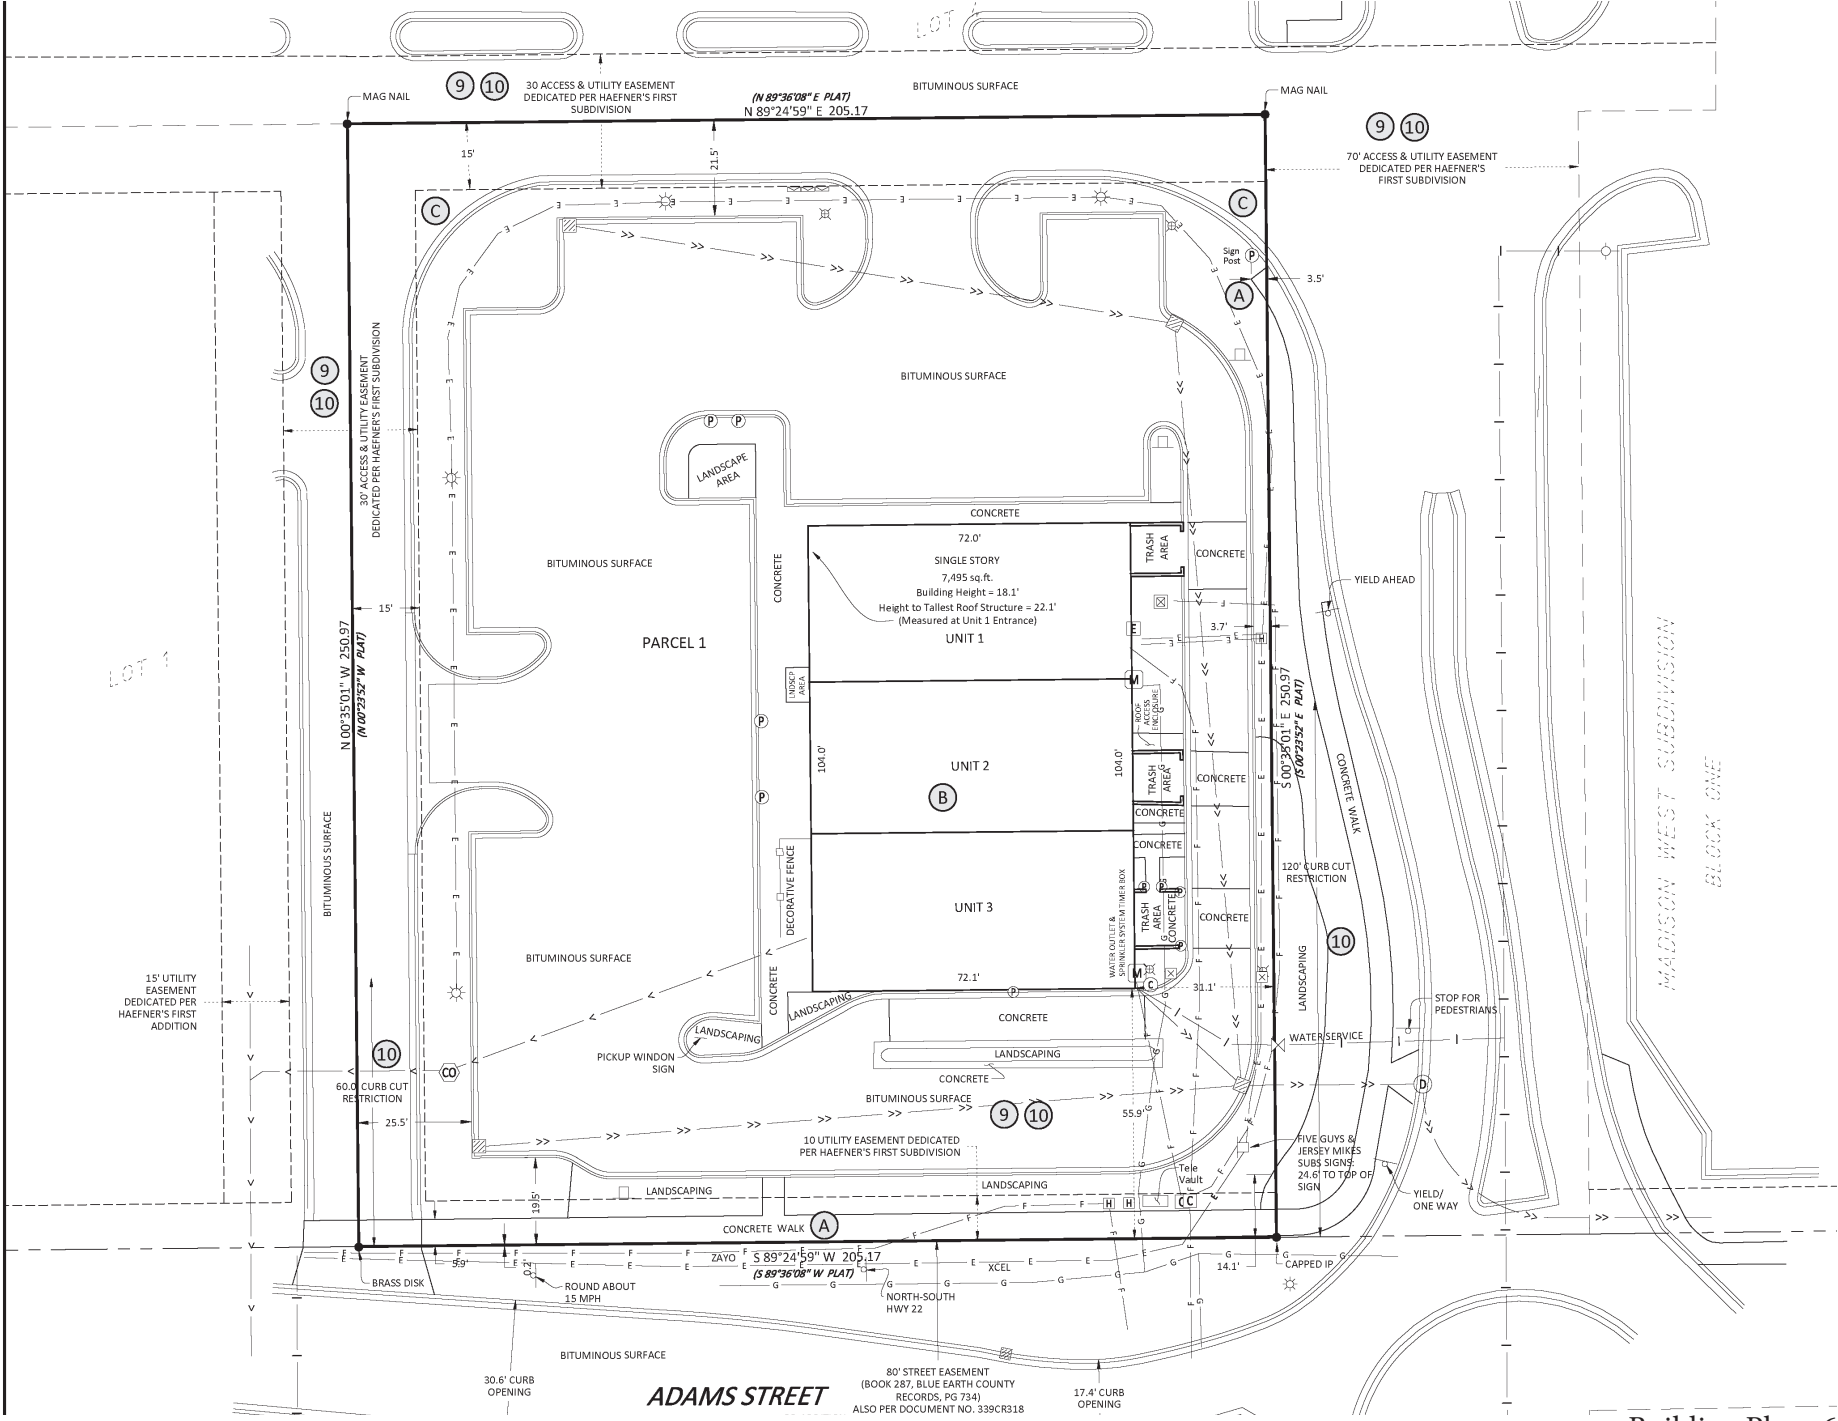 LOT
9 10
30 ACCESS & UTILITY EASEMENT
DEDICATED PER HAEFNER'S FIRST
SUBDIVISION
BITUMINOUS SURFACE
MAG NAIL
(N 89°36'08" E PLAT)
N 89°24'59" E 205.17
MAG NAIL
9 10
70' ACCESS & UTILITY EASEMENT
DEDICATED PER HAEFNER'S
FIRST SUBDIVISION
15'
21.5'
C
C
Sign
Post
P
3.5'
A
9
10
30' ACCESS & UTILITY EASEMENT
DEDICATED PER HAEFNER'S FIRST SUBDIVISION
BITUMINOUS SURFACE
P P
LANDSCAPE
AREA
CONCRETE
72.0'
SINGLE STORY
7,495 sq.ft.
Building Height = 18.1'
Height to Tallest Roof Structure = 22.1'
(Measured at Unit 1 Entrance)
UNIT 1
CONCRETE
TRASH
AREA
CONCRETE
BITUMINOUS SURFACE
YIELD AHEAD
15'
3.7'
E
H
PARCEL 1
LOT 1
N 00°35'01" W 250.97
(N 00°23'52" W PLAT)
LNDSCP
AREA
M
ROOF
ACCESS
ENCLOSURE
S 00°35'01" E 250.97
(S 00°23'52" E PLAT)
MADISON WEST SUBDIVISION
BLOCK ONE
P
104.0'
UNIT 2
104.0'
B
TRASH
AREA
CONCRETE
CONCRETE
CONCRETE WALK
P
BITUMINOUS SURFACE
DECORATIVE FENCE
CONCRETE
120' CURB CUT
RESTRICTION
UNIT 3
WATER OUTLET &
SPRINKLER SYSTEM TIMER BOX
TRASH
AREA
CONCRETE
CONCRETE
10
BITUMINOUS SURFACE
CONCRETE
72.1'
M
C
31.1'
LANDSCAPING
15' UTILITY
EASEMENT
DEDICATED PER
HAEFNER'S FIRST
ADDITION
LANDSCAPING
P
CONCRETE
STOP FOR
PEDESTRIANS
LANDSCAPING
WATER SERVICE
10
PICKUP WINDON
SIGN
LANDSCAPING
CO
CONCRETE
60.0' CURB CUT
RESTRICTION
BITUMINOUS SURFACE
9 10
D
55.9'
25.5'
10 UTILITY EASEMENT DEDICATED
PER HAEFNER'S FIRST SUBDIVISION
FIVE GUYS &
JERSEY MIKES
SUBS SIGNS:
24.6' TO TOP OF
SIGN
Tele
Vault
LANDSCAPING
LANDSCAPING
19.5'
H H
C
YIELD/
ONE WAY
CONCRETE WALK
A
ZAYO
S 89°24'59" W 205.17
(S 89°36'08" W PLAT)
XCEL
5.9'
0.2'
14.1'
CAPPED IP
BRASS DISK
ROUND ABOUT
15 MPH
NORTH-SOUTH
HWY 22
BITUMINOUS SURFACE
30.6' CURB
OPENING
ADAMS STREET
80' STREET EASEMENT
(BOOK 287, BLUE EARTH COUNTY
RECORDS, PG 734)
ALSO PER DOCUMENT NO. 339CR318
17.4' CURB
OPENING